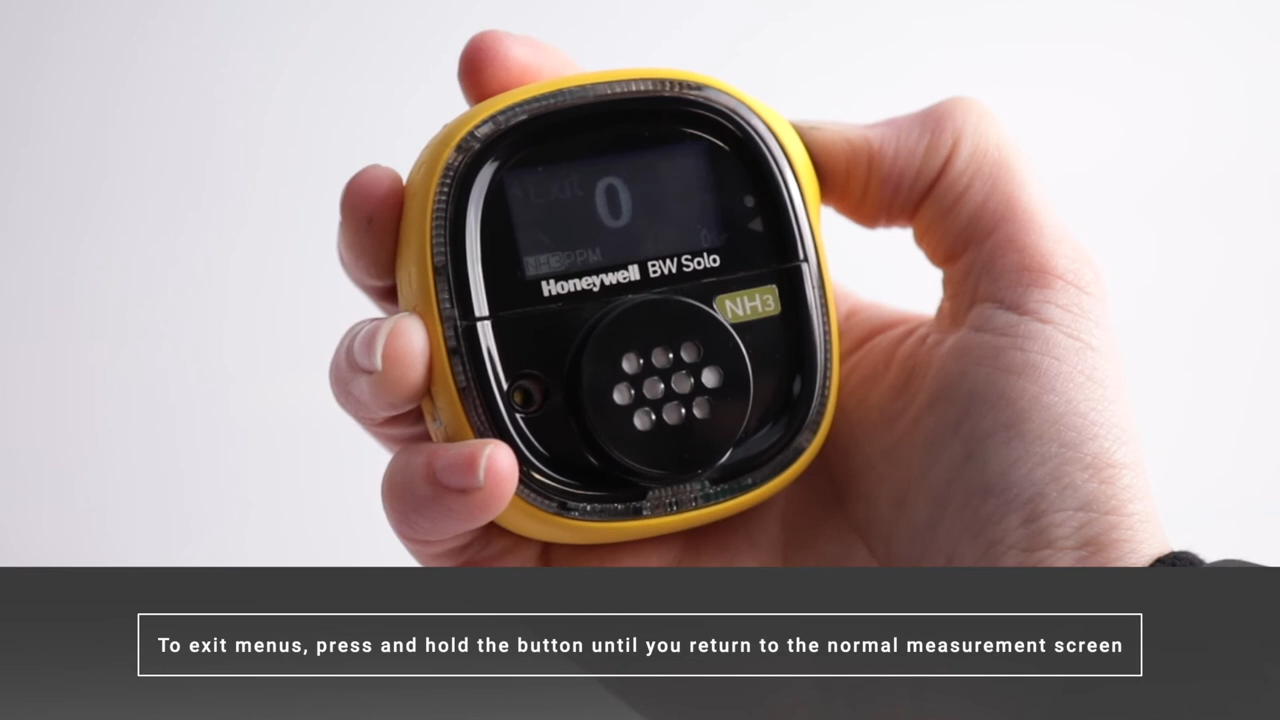 Exit
0
NH3 PPM
Honeywell BW Solo
NH3
To exit menus, press and hold the button until you return to the normal measurement screen